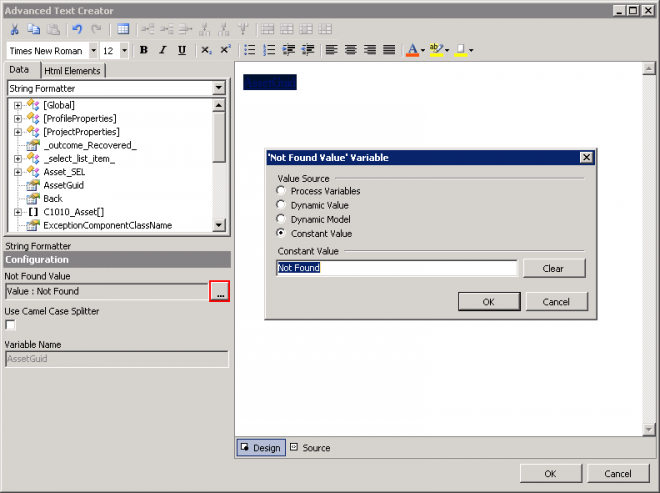 Advanced Text Creator
Times New Roman 12 B I U X₂ X²
Data Html Elements
String Formatter
[Global]
[ProfileProperties]
[ProjectProperties]
_outcome_Recovered_
_select_list_item_
Asset_SEL
AssetGuid
Back
C1010_Asset[]
ExceptionComponentClassName
String Formatter
Configuration
Not Found Value
Value : Not Found ...
Use Camel Case Splitter
Variable Name
AssetGuid
'Not Found Value' Variable
Value Source
Process Variables
Dynamic Value
Dynamic Model
Constant Value
Constant Value
Not Found Clear
OK Cancel
Design Source
OK Cancel